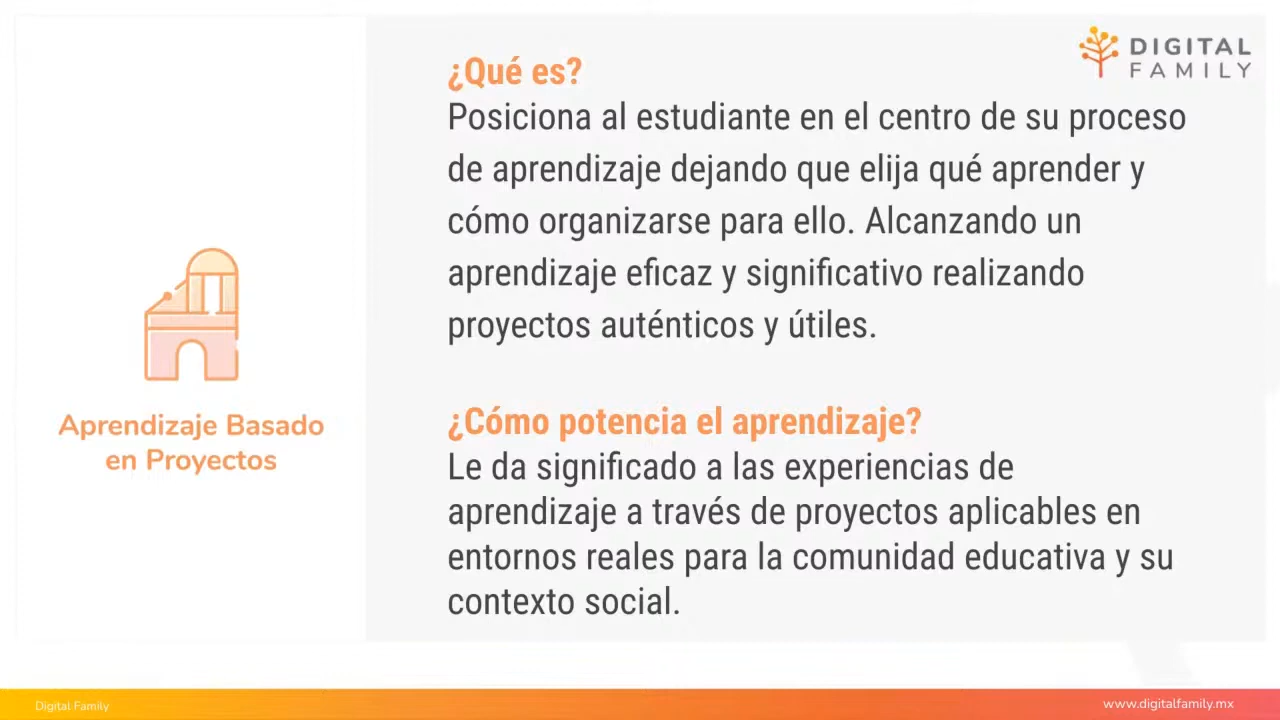 DIGITAL
FAMILY
Aprendizaje Basado
en Proyectos
¿Qué es?
Posiciona al estudiante en el centro de su proceso
de aprendizaje dejando que elija qué aprender y
cómo organizarse para ello. Alcanzando un
aprendizaje eficaz y significativo realizando
proyectos auténticos y útiles.
¿Cómo potencia el aprendizaje?
Le da significado a las experiencias de
aprendizaje a través de proyectos aplicables en
entornos reales para la comunidad educativa y su
contexto social.
Digital Family
www.digitalfamily.mx